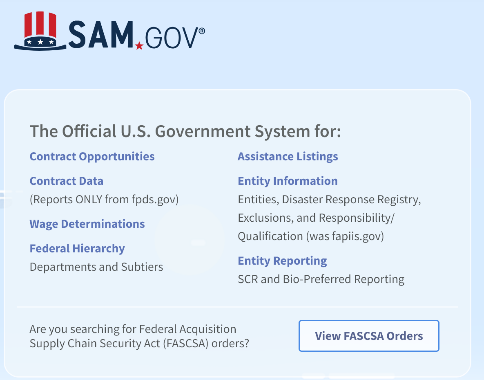 SAM.GOV®
The Official U.S. Government System for:
Contract Opportunities
Contract Data
(Reports ONLY from fpds.gov)
Wage Determinations
Federal Hierarchy
Departments and Subtiers
Assistance Listings
Entity Information
Entities, Disaster Response Registry,
Exclusions, and Responsibility/
Qualification (was fapiis.gov)
Entity Reporting
SCR and Bio-Preferred Reporting
Are you searching for Federal Acquisition
Supply Chain Security Act (FASCSA) orders?
View FASCSA Orders